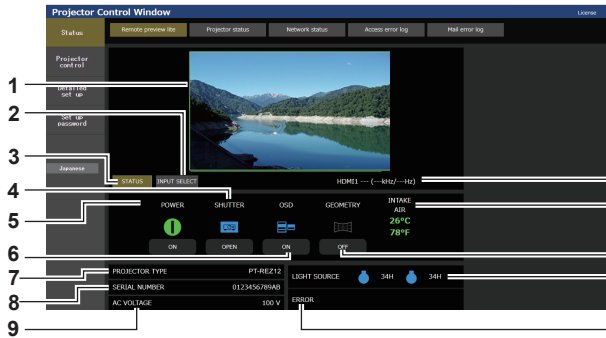 Projector Control Window
License
Status
Remote preview lite
Projector status
Network status
Access error log
Mail error log
Projector
control
Detailed
set up
Set up
password
Japanese
1
2
3
4
5
6
7
8
9
STATUS
INPUT SELECT
HDMI1 --- (---kHz/---Hz)
POWER
SHUTTER
OSD
GEOMETRY
INTAKE
AIR
26°C
78°F
ON
OPEN
ON
OFF
PROJECTOR TYPE PT-REZ12
SERIAL NUMBER 0123456789AB
AC VOLTAGE 100 V
LIGHT SOURCE 34H 34H
ERROR